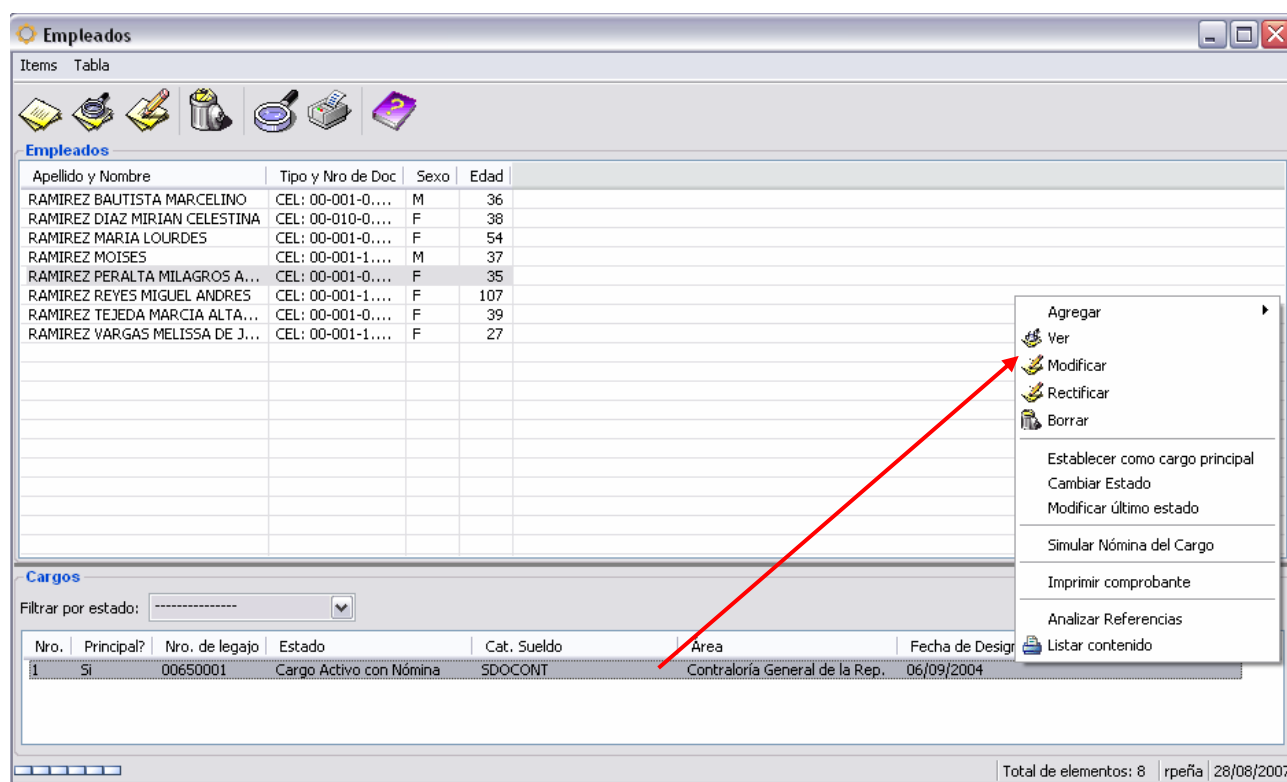 Empleados
Items Tabla
Empleados
Apellido y Nombre Tipo y Nro de Doc Sexo Edad
RAMIREZ BAUTISTA MARCELINO CEL: 00-001-0.... M 36
RAMIREZ DIAZ MIRIAN CELESTINA CEL: 00-010-0.... F 38
RAMIREZ MARIA LOURDES CEL: 00-001-0.... F 54
RAMIREZ MOISES CEL: 00-001-1.... M 37
RAMIREZ PERALTA MILAGROS A... CEL: 00-001-0.... F 35
RAMIREZ REYES MIGUEL ANDRES CEL: 00-001-1.... F 107
RAMIREZ TEJEDA MARCIA ALTA... CEL: 00-001-0.... F 39
RAMIREZ VARGAS MELISSA DE J... CEL: 00-001-1.... F 27
Agregar
Ver
Modificar
Rectificar
Borrar
Establecer como cargo principal
Cambiar Estado
Modificar último estado
Simular Nómina del Cargo
Imprimir comprobante
Analizar Referencias
Listar contenido
Cargos
Filtrar por estado: ---------------
Nro. Principal? Nro. de legajo Estado Cat. Sueldo Area Fecha de Design
1 Si 00650001 Cargo Activo con Nómina SDOCONT Contraloría General de la Rep. 06/09/2004
Total de elementos: 8 rpeña 28/08/2007